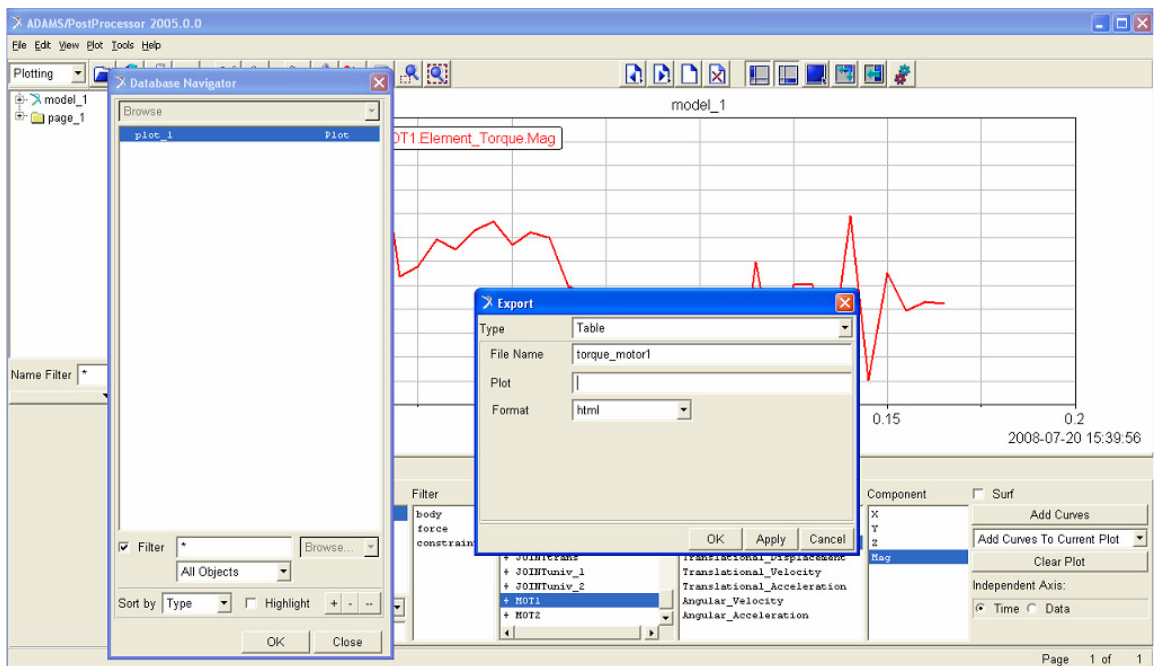 ADAMS/PostProcessor 2005.0.0
File Edit View Plot Tools Help
Plotting
model_1
page_1
Name Filter *
Database Navigator
Browse
plot_1 Plot
Filter * Browse...
All Objects
Sort by Type Highlight + - --
OK Close
model_1
OT1.Element_Torque.Mag
0.15 0.2
2008-07-20 15:39:56
Export
Type Table
File Name torque_motor1
Plot
Format html
OK Apply Cancel
Filter
body
force
constrain
+ JOINTtrans
+ JOINTuniv_1
+ JOINTuniv_2
+ MOT1
+ MOT2
Translational_Displacement
Translational_Velocity
Translational_Acceleration
Angular_Velocity
Angular_Acceleration
Component
X
Y
Z
Mag
Surf
Add Curves
Add Curves To Current Plot
Clear Plot
Independent Axis:
Time Data
Page 1 of 1